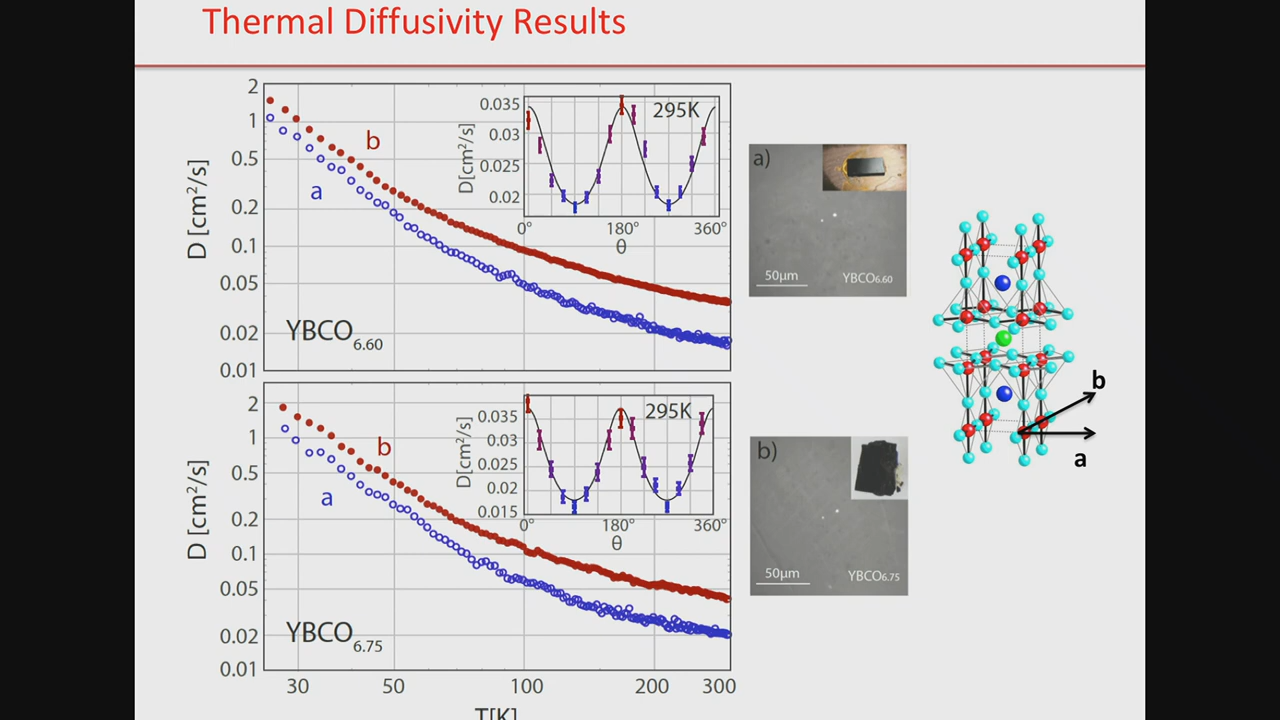 Thermal Diffusivity Results
D [cm²/s]
2
1
0.5
0.2
0.1
0.05
0.02
0.01
b
a
YBCO6.60
D[cm²/s]
0.035
0.03
0.025
0.02
295K
0° 180° 360°
θ
D [cm²/s]
2
1
0.5
0.2
0.1
0.05
0.02
0.01
b
a
YBCO6.75
D[cm²/s]
0.035
0.03
0.025
0.02
0.015
295K
0° 180° 360°
θ
30 50 100 200 300
T[K]
a)
50μm
YBCO6.60
b)
50μm
YBCO6.75
b
a